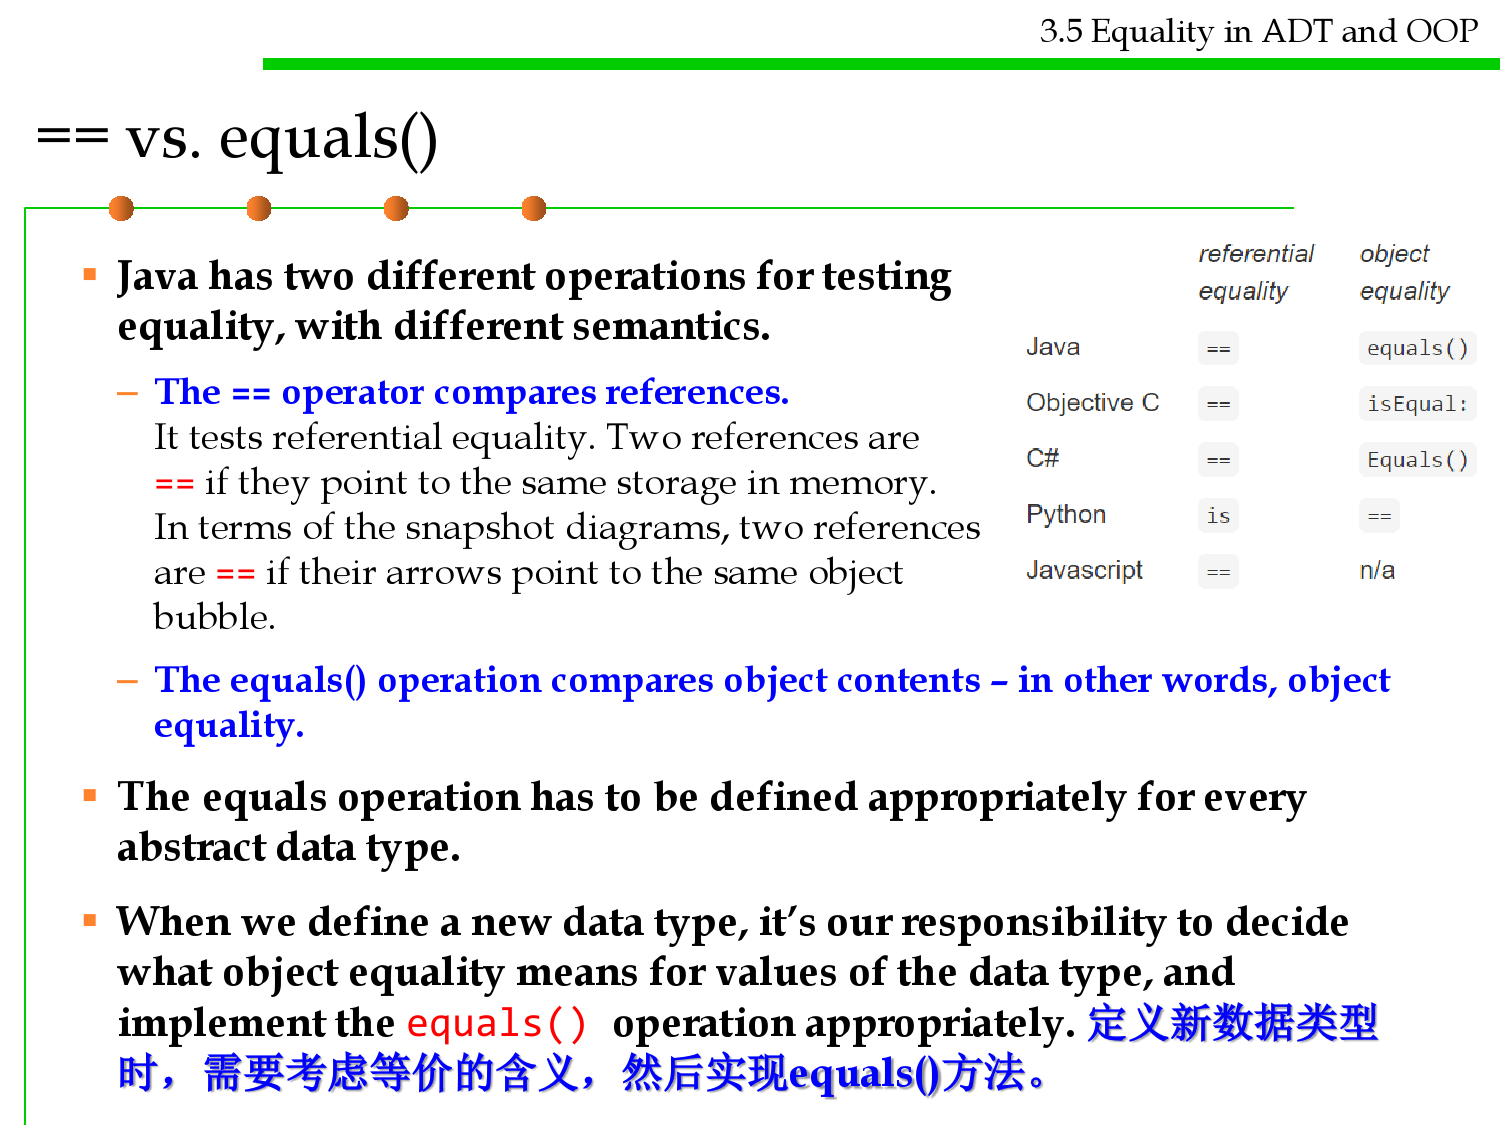 3.5 Equality in ADT and OOP
== vs. equals()
▪ Java has two different operations for testing
equality, with different semantics.
– The == operator compares references.
It tests referential equality. Two references are
== if they point to the same storage in memory.
In terms of the snapshot diagrams, two references
are == if their arrows point to the same object
bubble.
– The equals() operation compares object contents – in other words, object
equality.
▪ The equals operation has to be defined appropriately for every
abstract data type.
▪ When we define a new data type, it’s our responsibility to decide
what object equality means for values of the data type, and
implement the equals() operation appropriately. 定义新数据类型
时，需要考虑等价的含义，然后实现equals()方法。
referential object
equality equality
Java == equals()
Objective C == isEqual:
C# == Equals()
Python is ==
Javascript == n/a